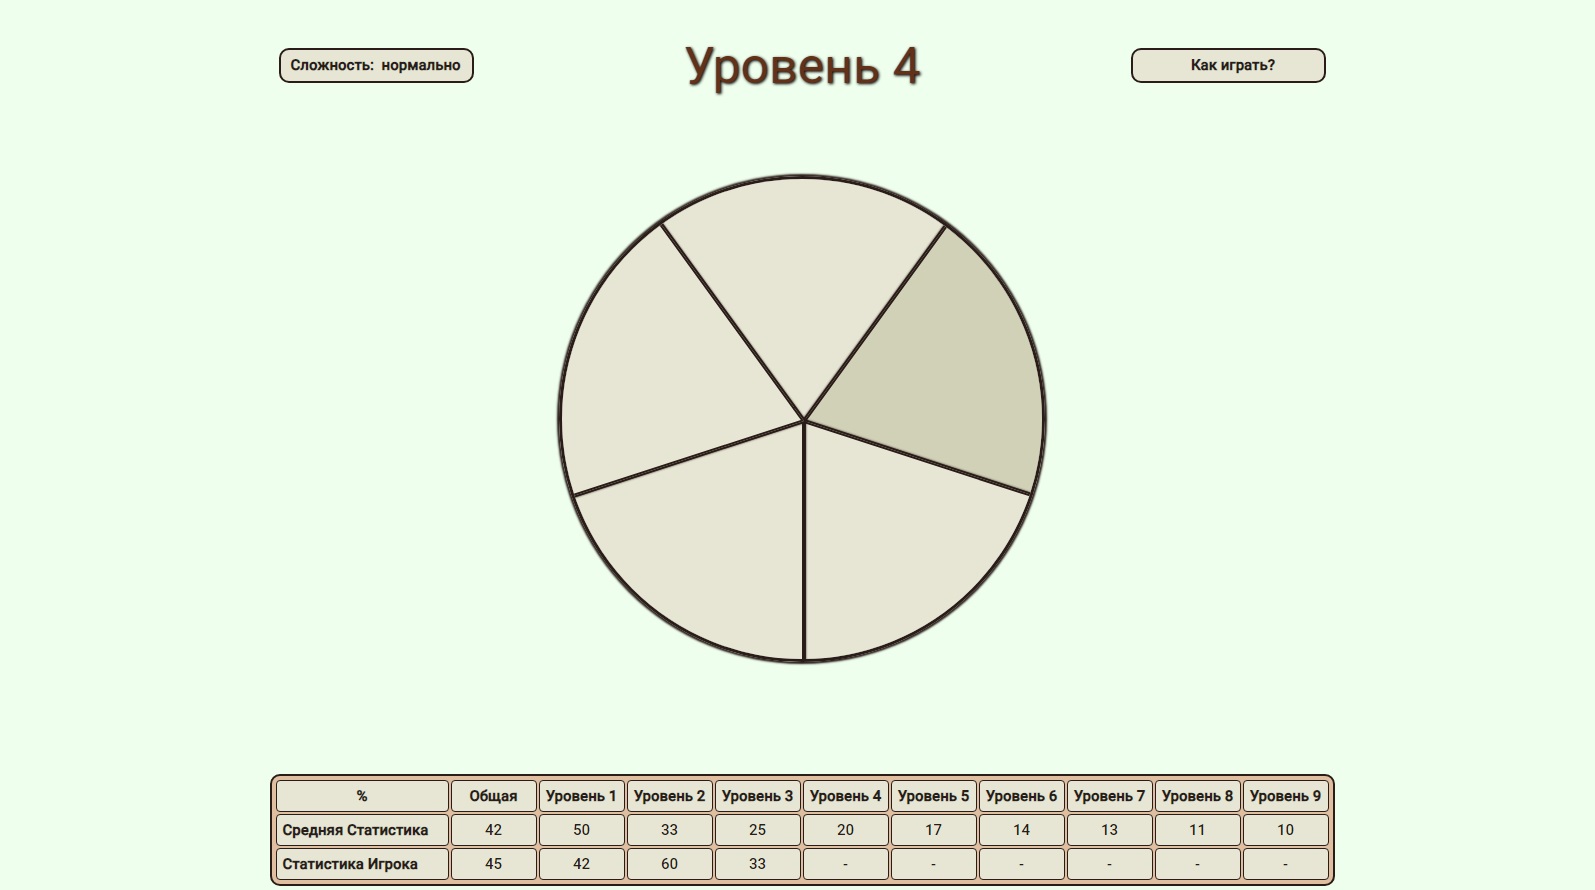 Сложность: нормально
Уровень 4
Как играть?
% Общая Уровень 1 Уровень 2 Уровень 3 Уровень 4 Уровень 5 Уровень 6 Уровень 7 Уровень 8 Уровень 9
Средняя Статистика 42 50 33 25 20 17 14 13 11 10
Статистика Игрока 45 42 60 33 - - - - - -